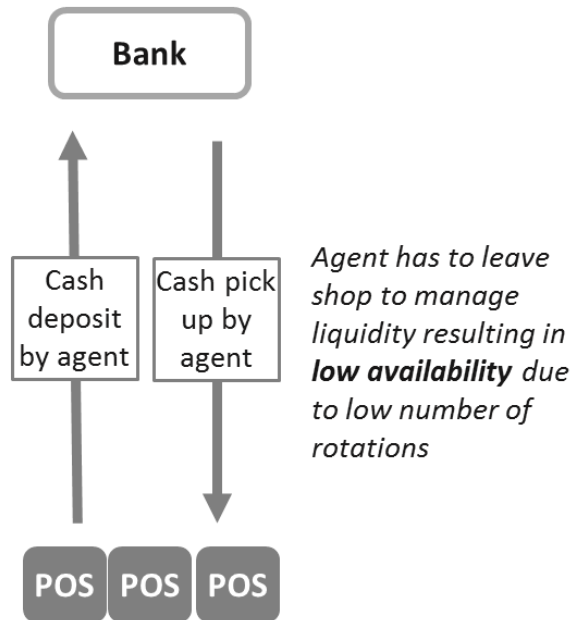 Bank
Cash
deposit
by agent
Cash pick
up by
agent
Agent has to leave
shop to manage
liquidity resulting in
low availability due
to low number of
rotations
POS POS POS